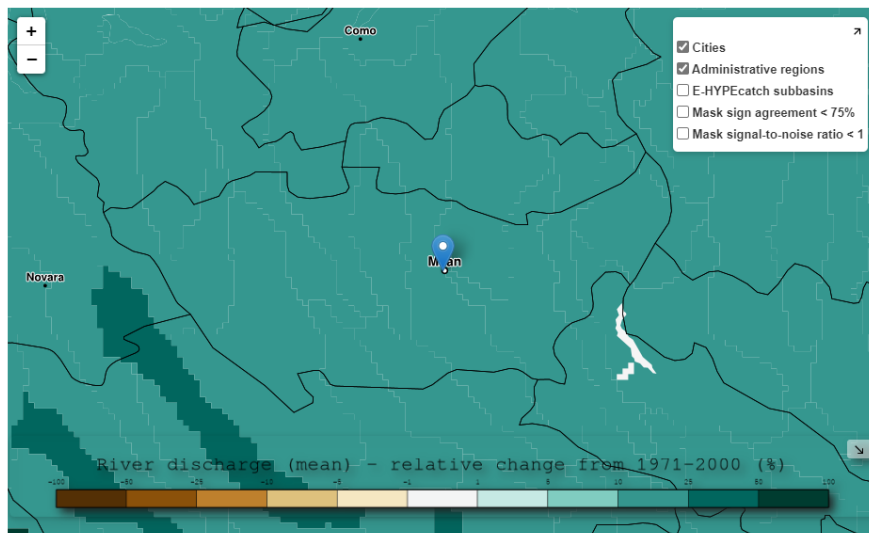 +
−
Como
Cities
Administrative regions
E-HYPEcatch subbasins
Mask sign agreement < 75%
Mask signal-to-noise ratio < 1
Milan
Novara
River discharge (mean) - relative change from 1971-2000 (%)
-100 -50 -25 -10 -5 -1 1 5 10 25 50 100